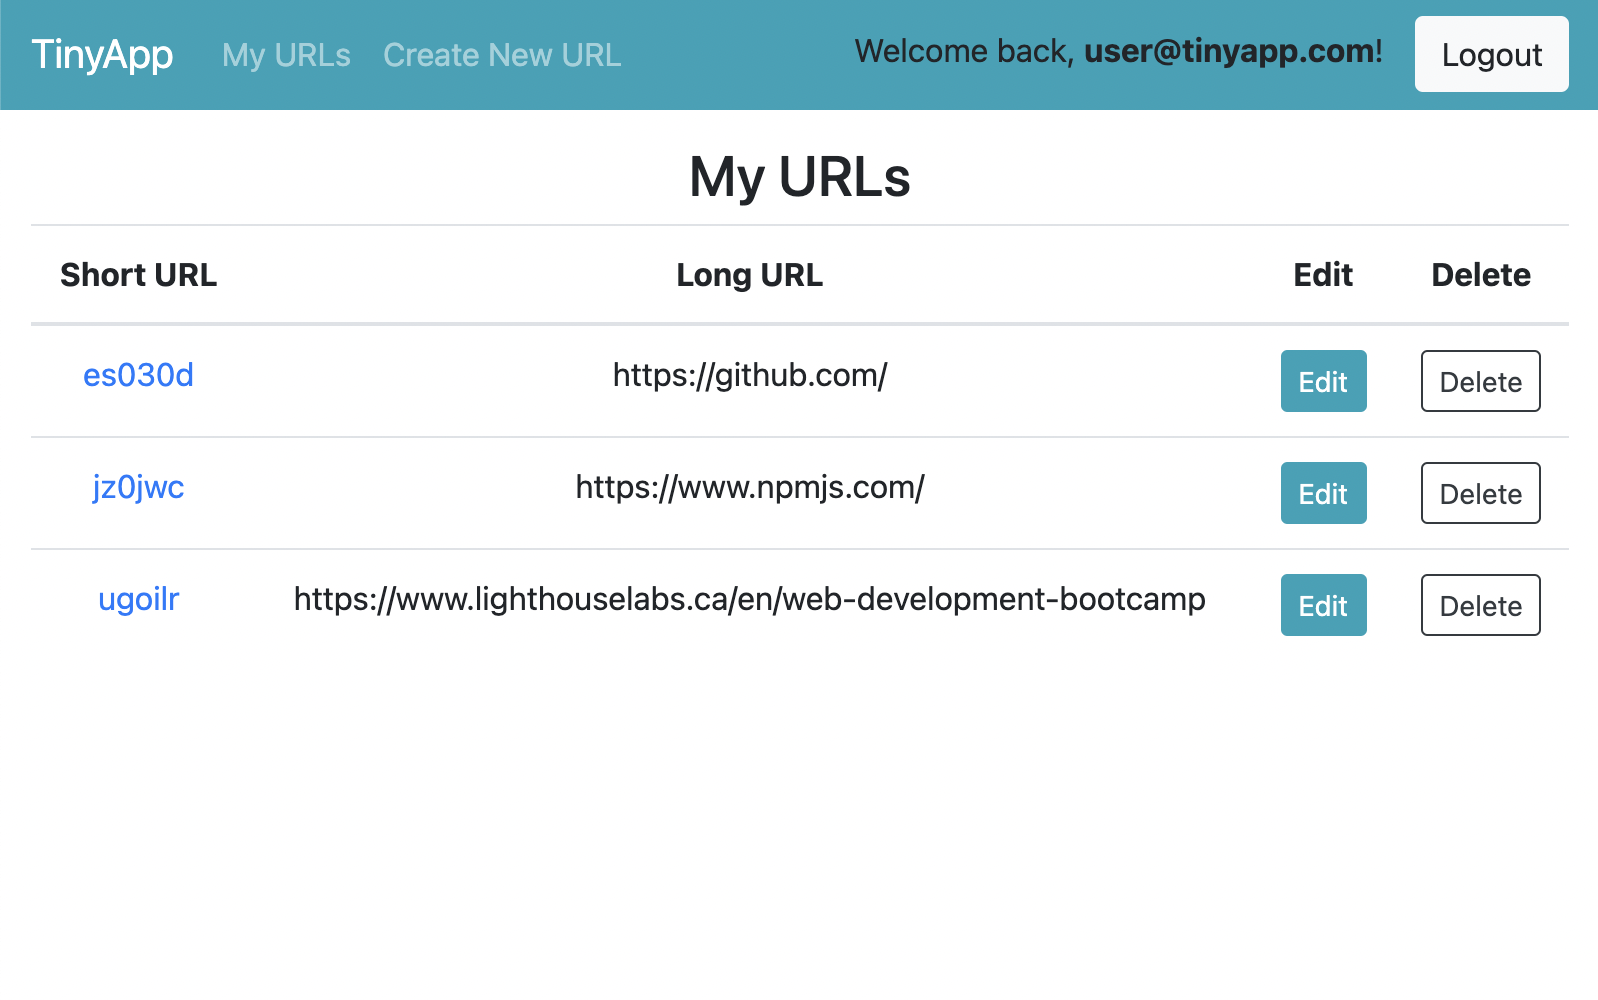 TinyApp My URLs Create New URL Welcome back, user@tinyapp.com! Logout
My URLs
Short URL Long URL Edit Delete
es030d https://github.com/ Edit Delete
jz0jwc https://www.npmjs.com/ Edit Delete
ugoilr https://www.lighthouselabs.ca/en/web-development-bootcamp Edit Delete